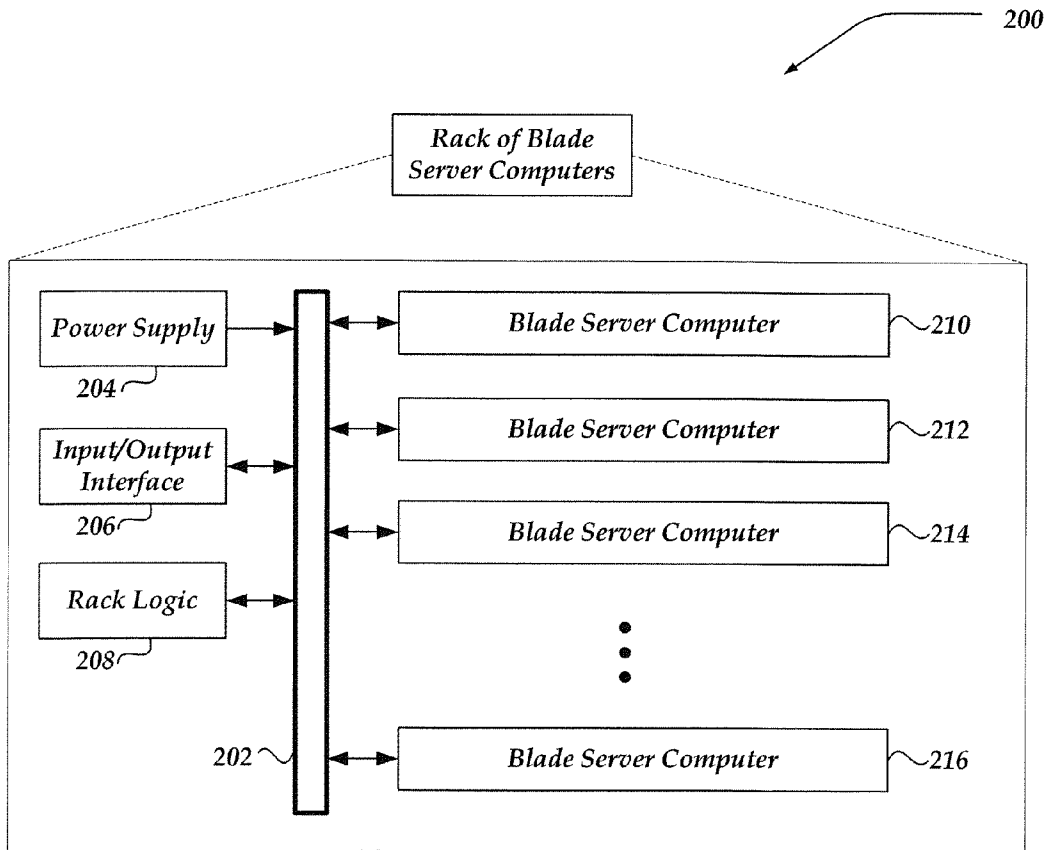 200
Rack of Blade
Server Computers
Power Supply
204
Input/Output
Interface
206
Rack Logic
208
202
Blade Server Computer
210
Blade Server Computer
212
Blade Server Computer
214
Blade Server Computer
216